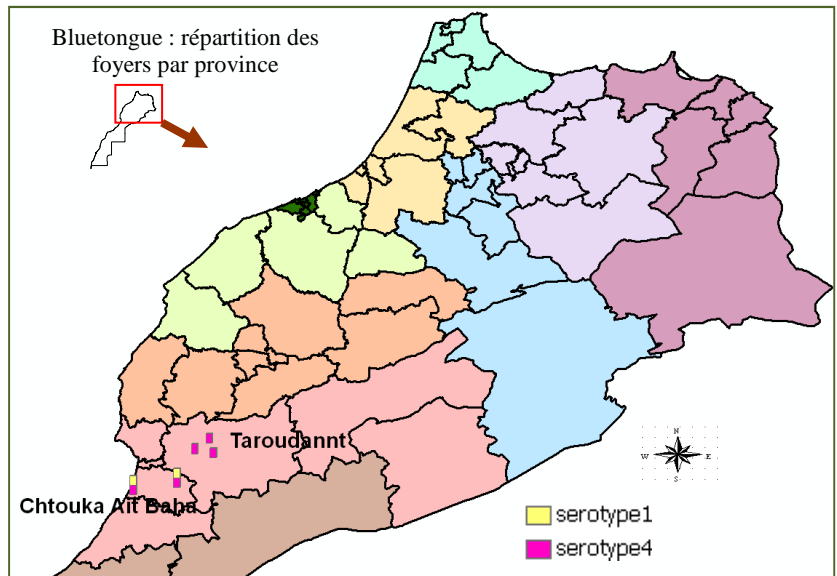 Bluetongue : répartition des
foyers par province
Taroudannt
Chtouka Ait Baha
N
W E
S
serotype1
serotype4